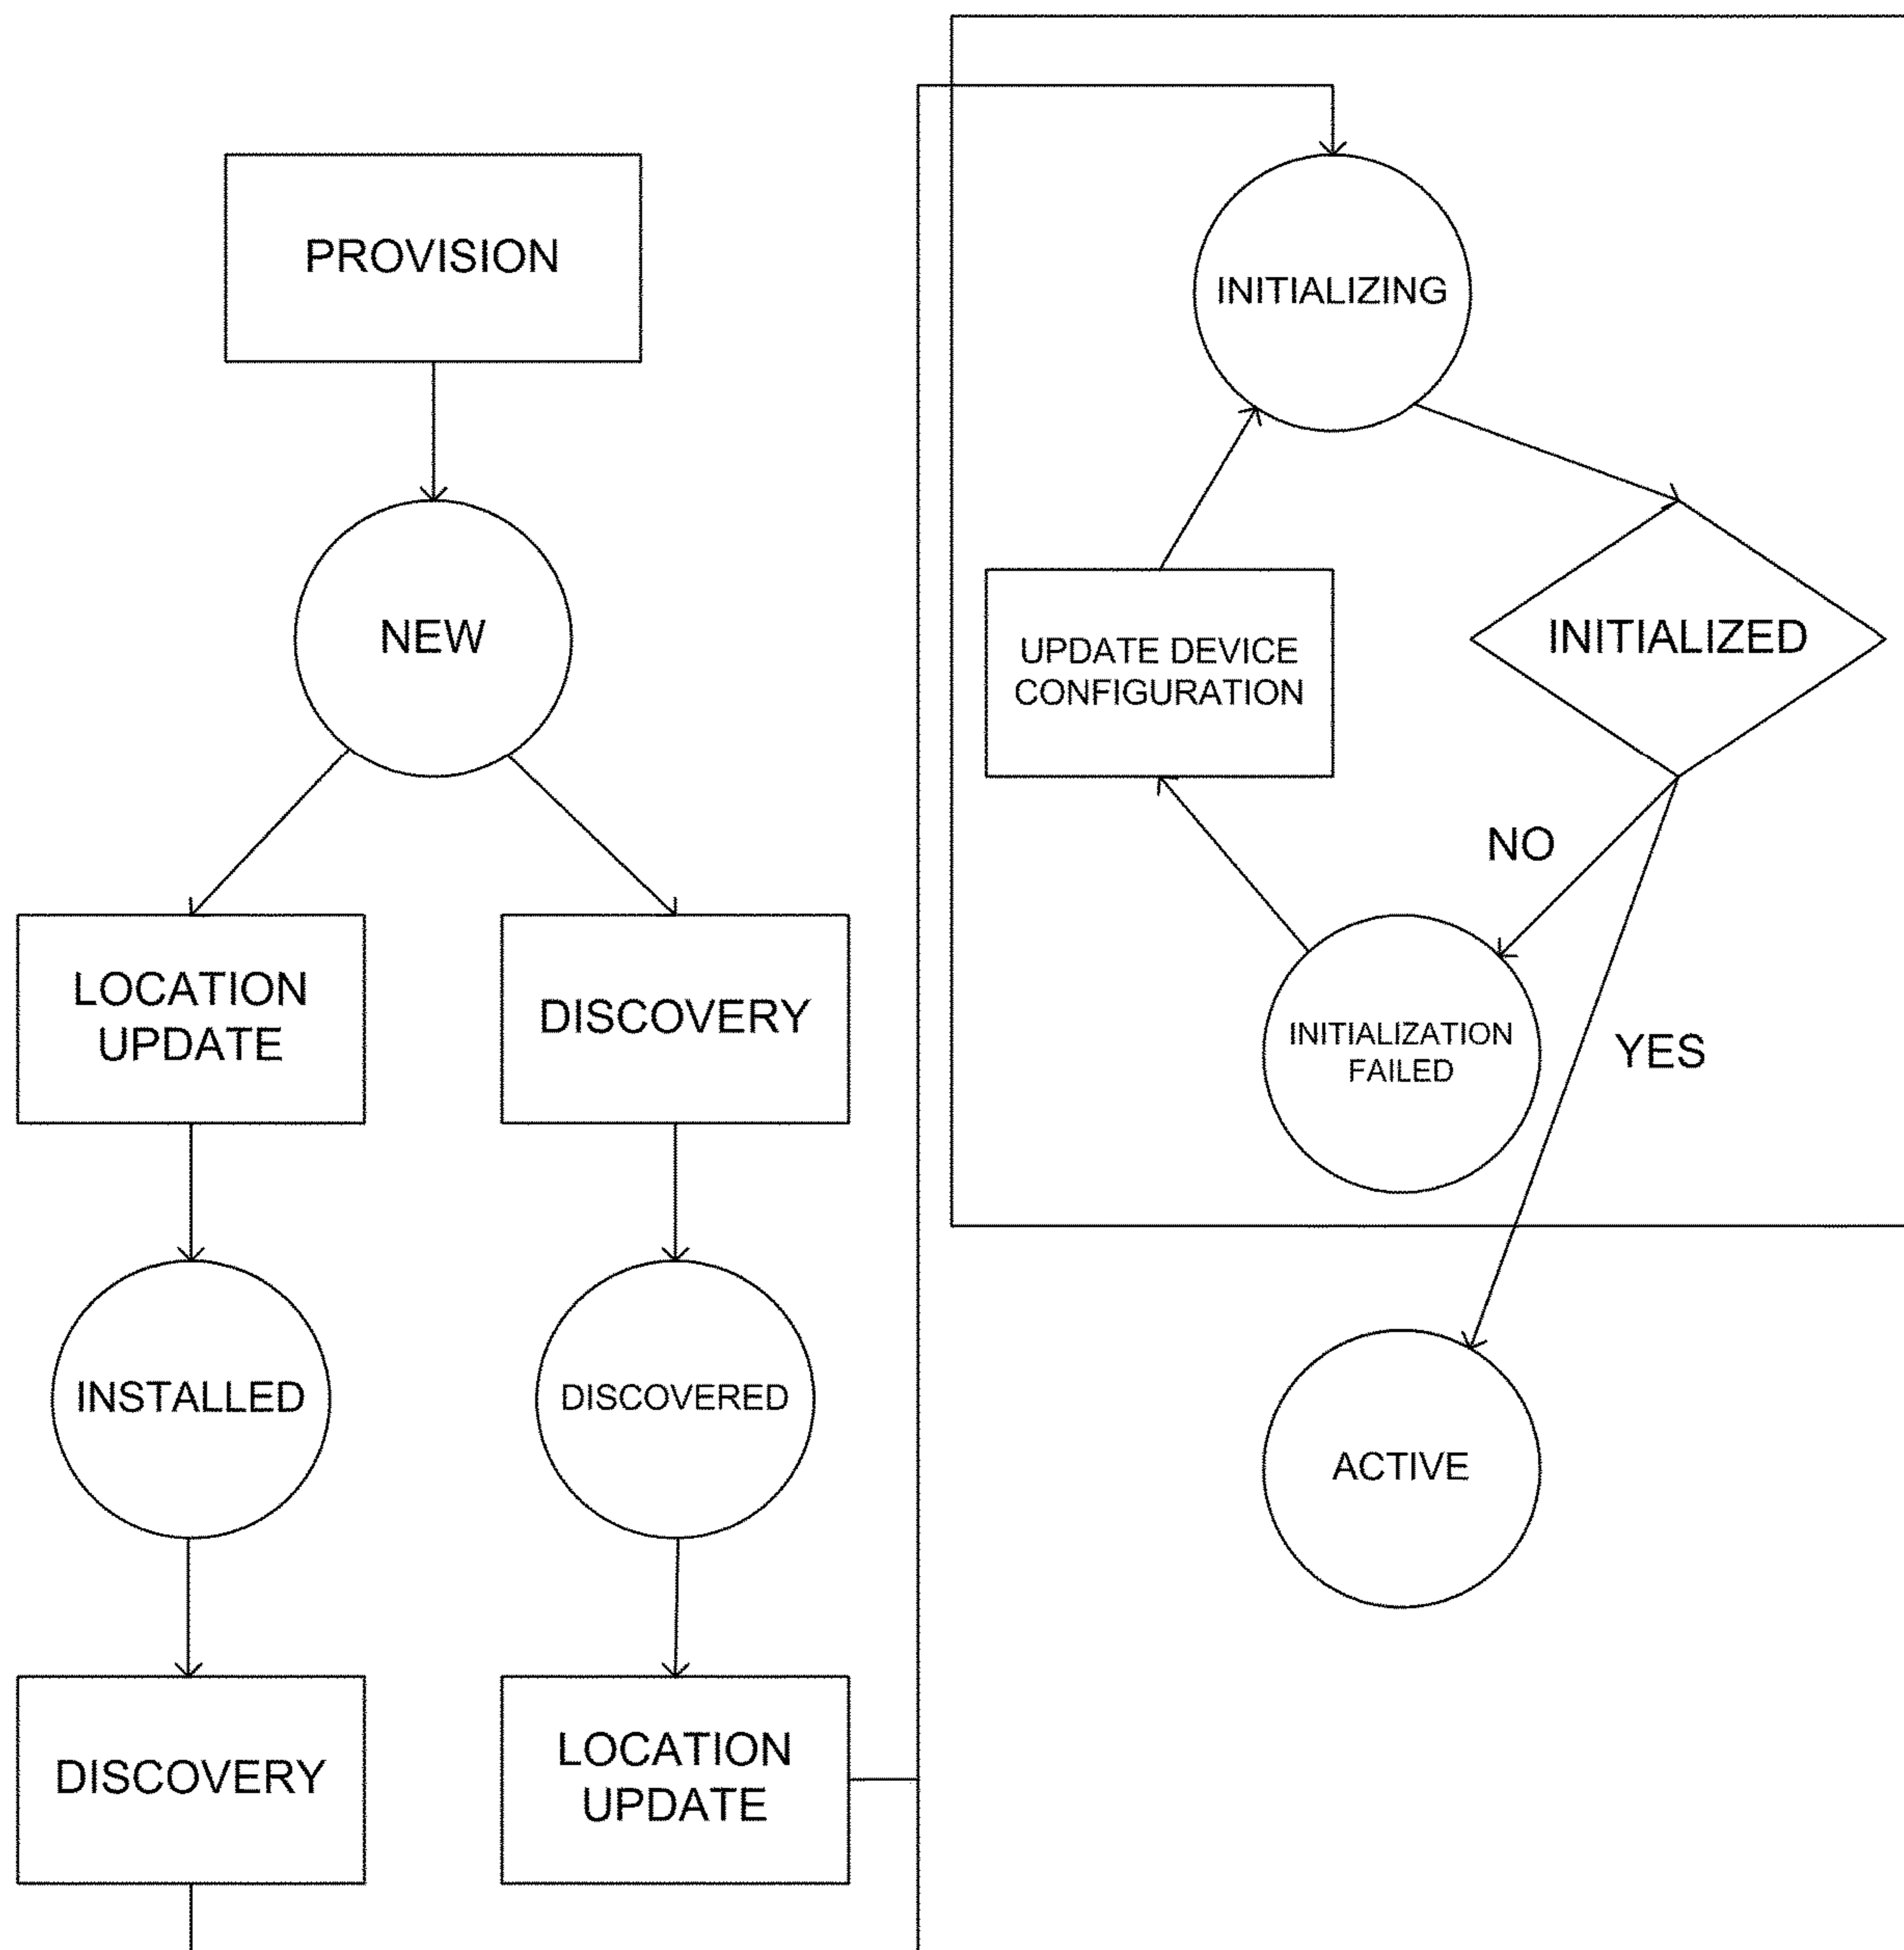 PROVISION
NEW
LOCATION
UPDATE
DISCOVERY
INSTALLED
DISCOVERED
DISCOVERY
LOCATION
UPDATE
INITIALIZING
UPDATE DEVICE
CONFIGURATION
INITIALIZED
NO
INITIALIZATION
FAILED
YES
ACTIVE